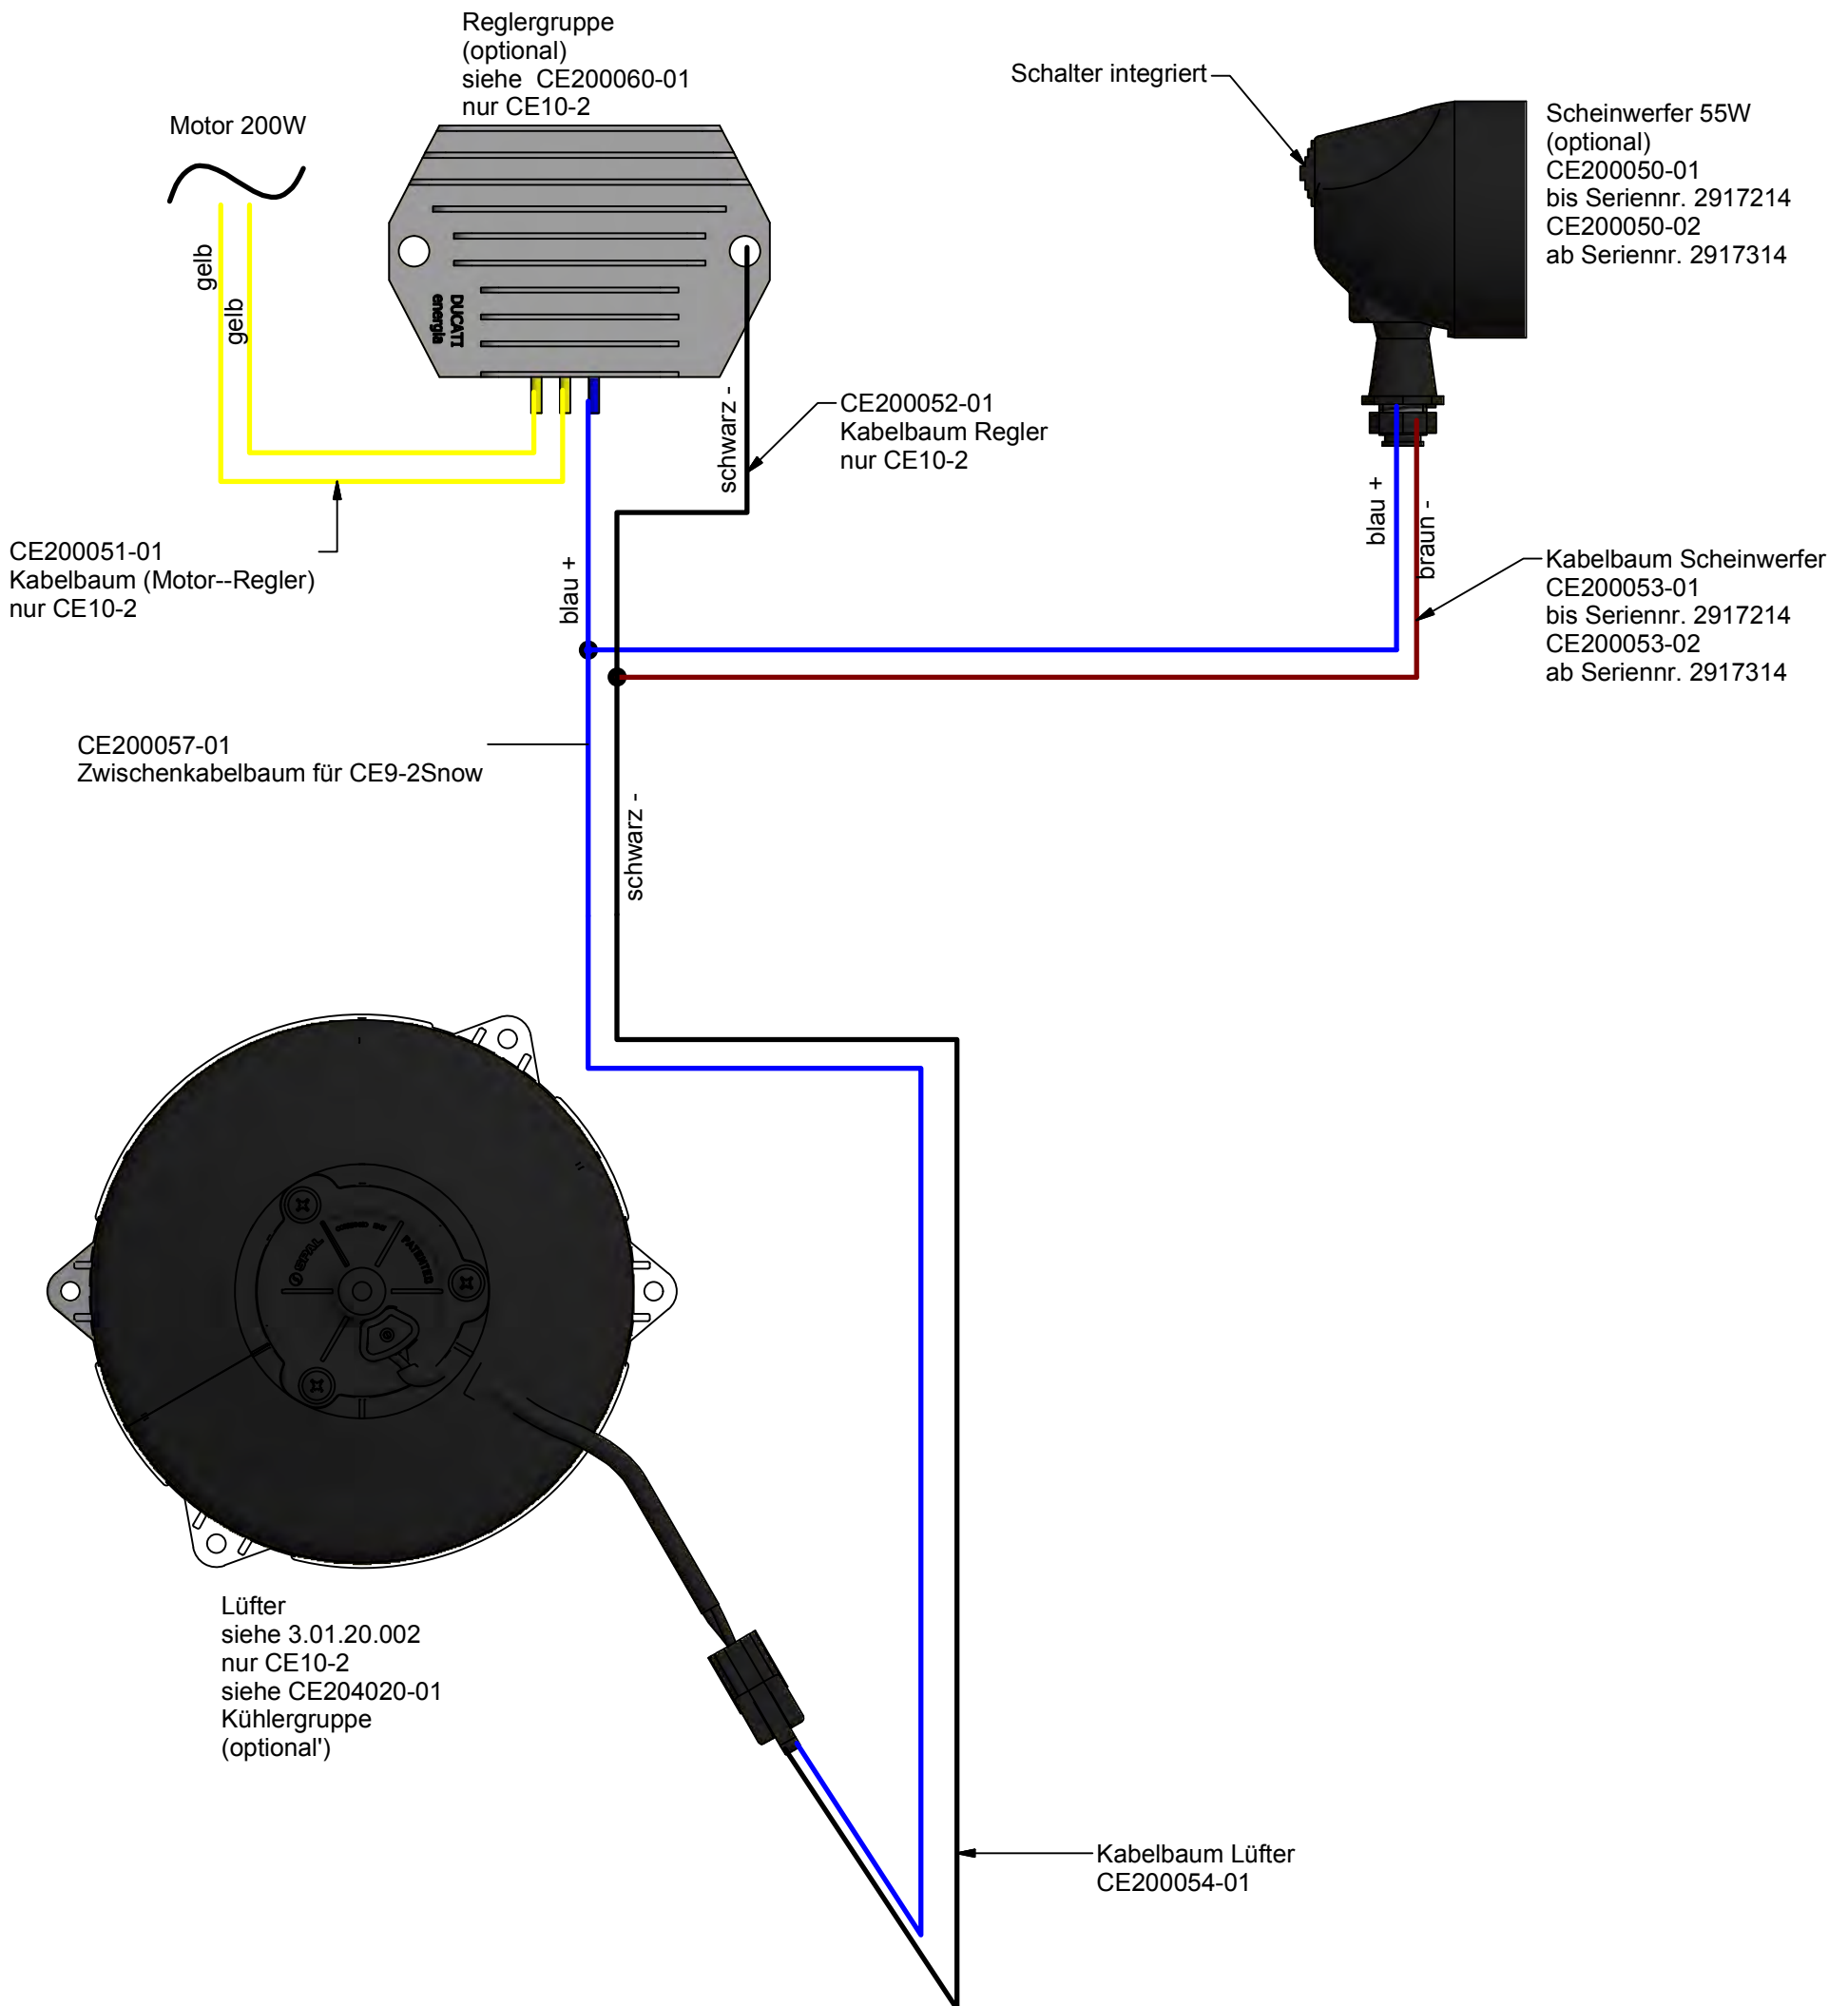 Reglergruppe
(optional)
siehe  CE200060-01
nur CE10-2
Motor 200W
Schalter integriert
Scheinwerfer 55W
(optional)
CE200050-01
bis Seriennr. 2917214
CE200050-02
ab Seriennr. 2917314
gelb
gelb
DUCATI
energia
schwarz -
CE200052-01
Kabelbaum Regler
nur CE10-2
blau +
braun -
CE200051-01
Kabelbaum (Motor--Regler)
nur CE10-2
blau +
Kabelbaum Scheinwerfer
CE200053-01
bis Seriennr. 2917214
CE200053-02
ab Seriennr. 2917314
CE200057-01
Zwischenkabelbaum für CE9-2Snow
schwarz -
SPAL
PATENTED
Lüfter
siehe 3.01.20.002
nur CE10-2
siehe CE204020-01
Kühlergruppe
(optional')
Kabelbaum Lüfter
CE200054-01